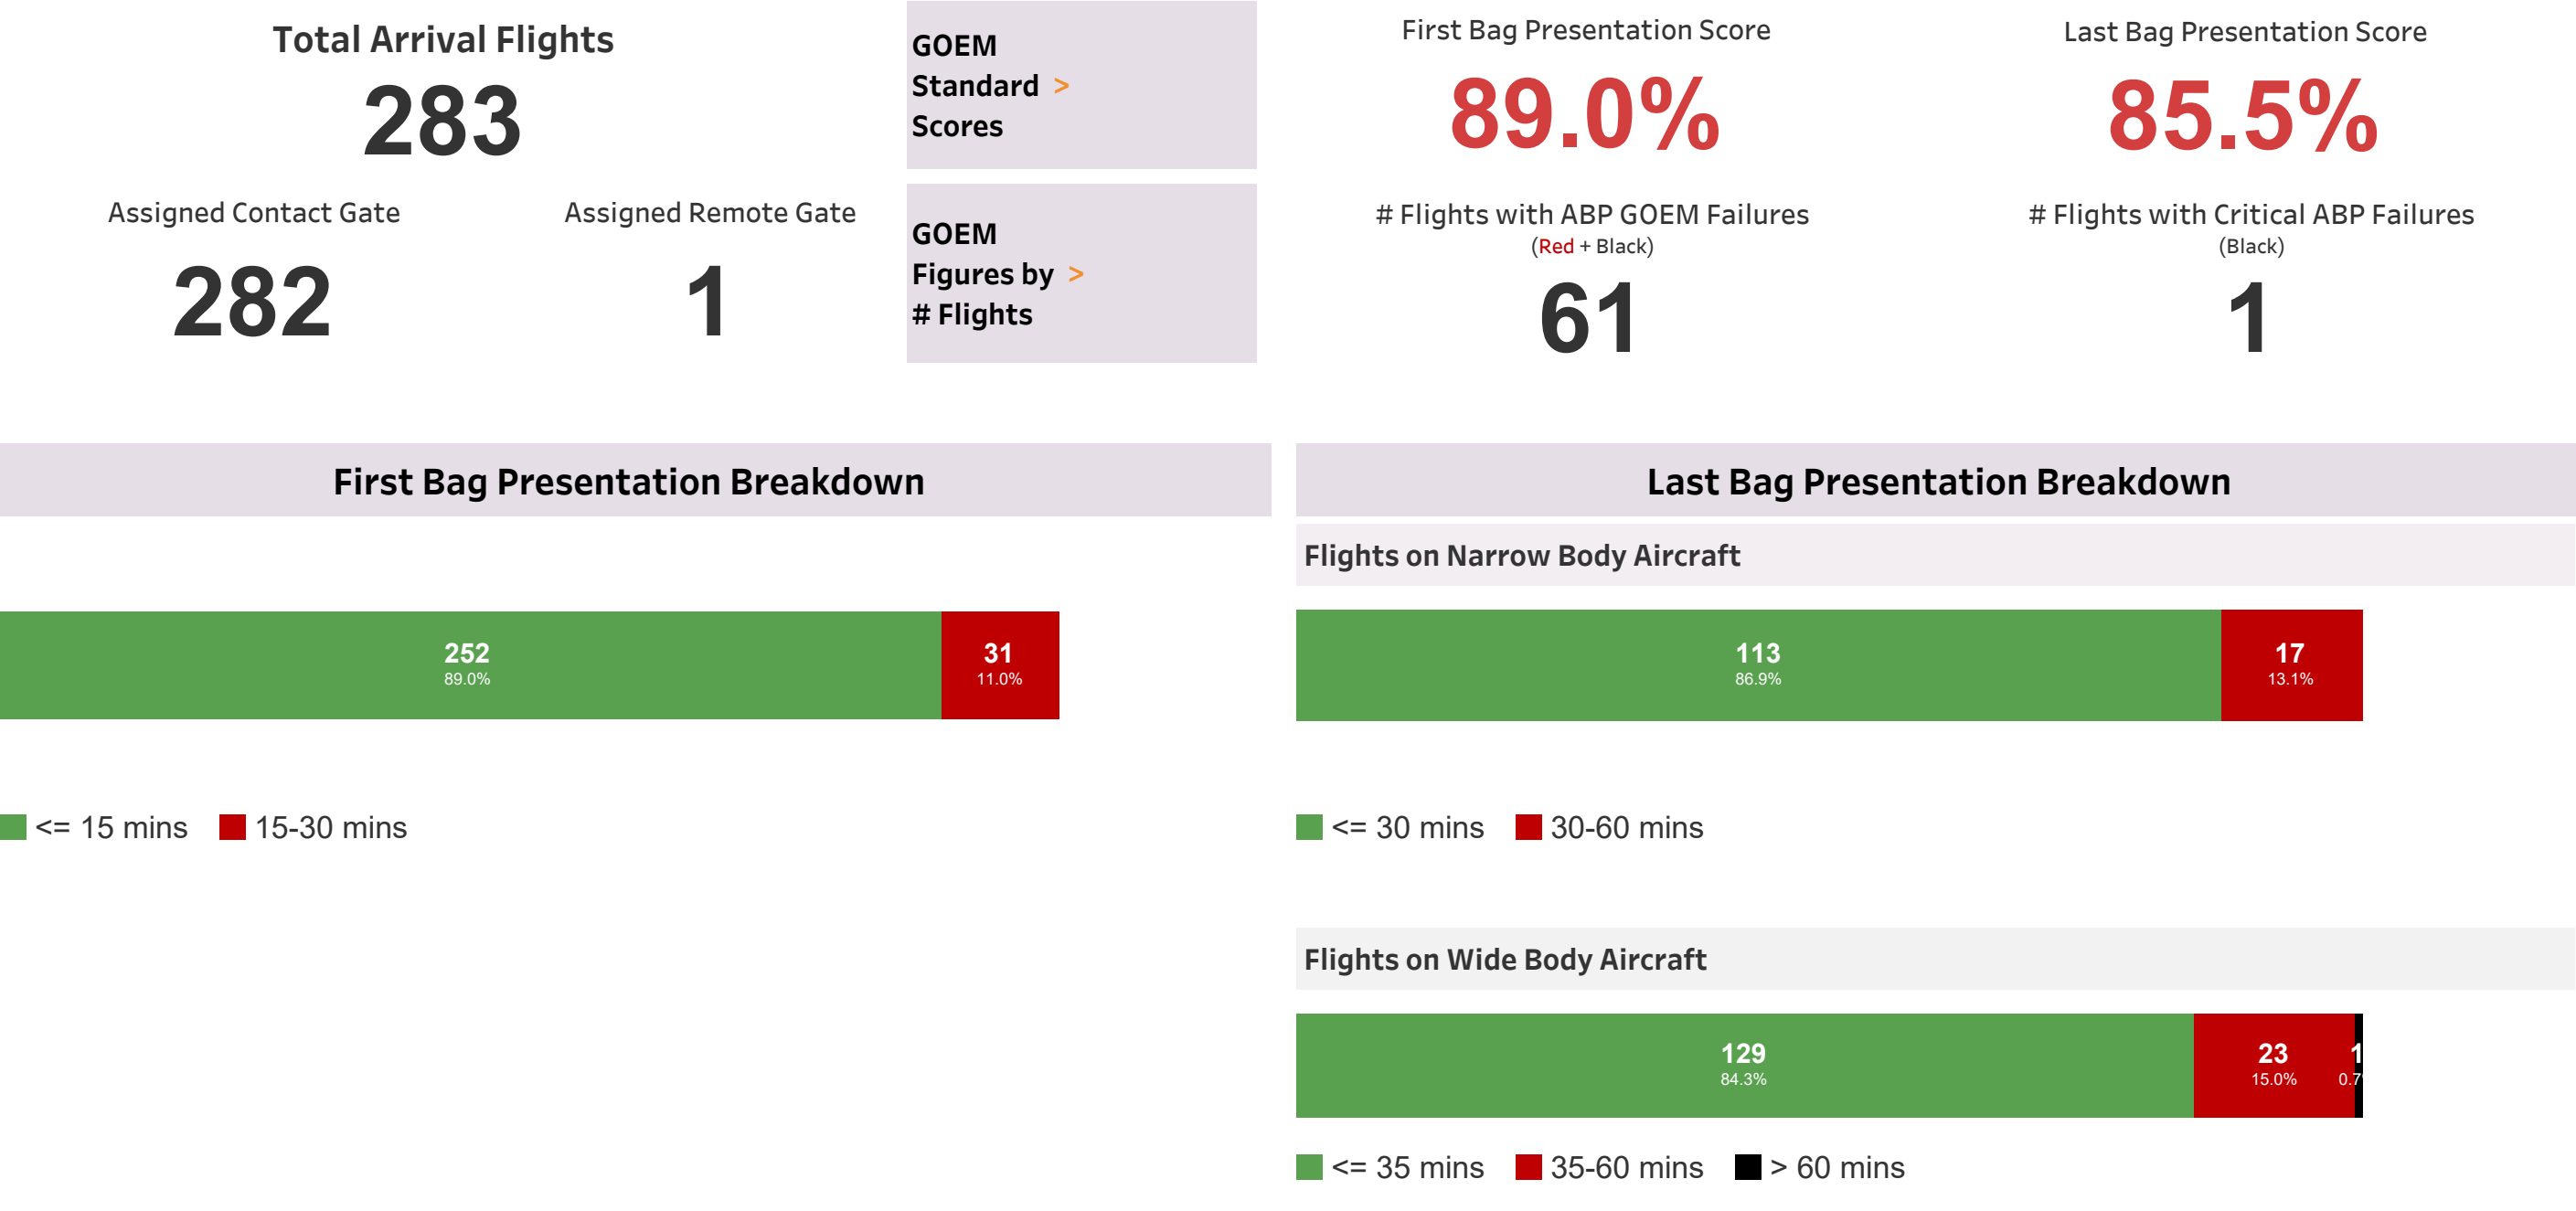 Total Arrival Flights
283
Assigned Contact Gate
282
Assigned Remote Gate
1
GOEM
Standard >
Scores
GOEM
Figures by >
# Flights
First Bag Presentation Score
89.0%
Last Bag Presentation Score
85.5%
# Flights with ABP GOEM Failures
(Red + Black)
61
# Flights with Critical ABP Failures
(Black)
1
First Bag Presentation Breakdown
252
89.0%
31
11.0%
<= 15 mins
15-30 mins
Last Bag Presentation Breakdown
Flights on Narrow Body Aircraft
113
86.9%
17
13.1%
<= 30 mins
30-60 mins
Flights on Wide Body Aircraft
129
84.3%
23
15.0%
1
0.7
<= 35 mins
35-60 mins
> 60 mins